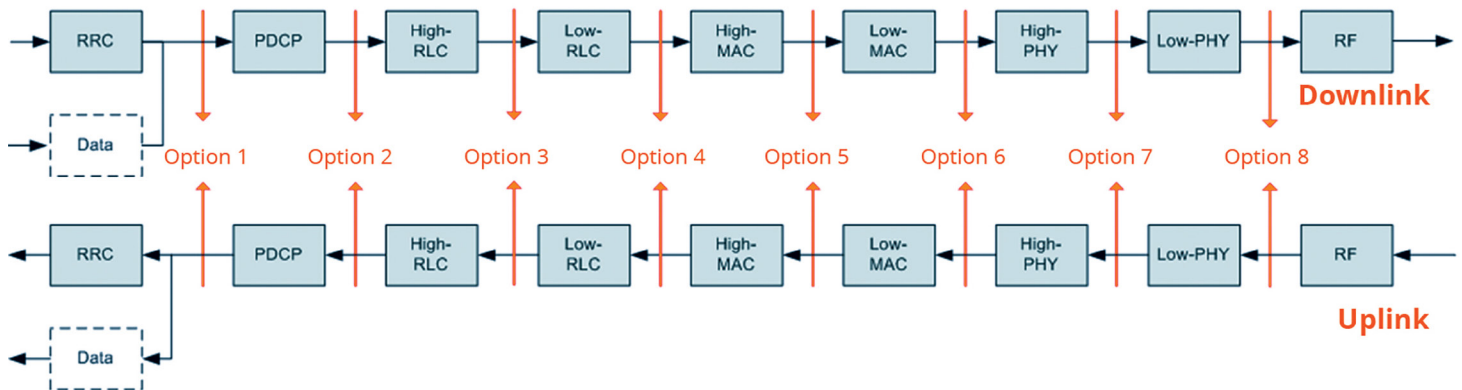 RRC
PDCP
High-
RLC
Low-
RLC
High-
MAC
Low-
MAC
High-
PHY
Low-PHY
RF
Downlink
Data
Option 1
Option 2
Option 3
Option 4
Option 5
Option 6
Option 7
Option 8
RRC
PDCP
High-
RLC
Low-
RLC
High-
MAC
Low-
MAC
High-
PHY
Low-PHY
RF
Uplink
Data